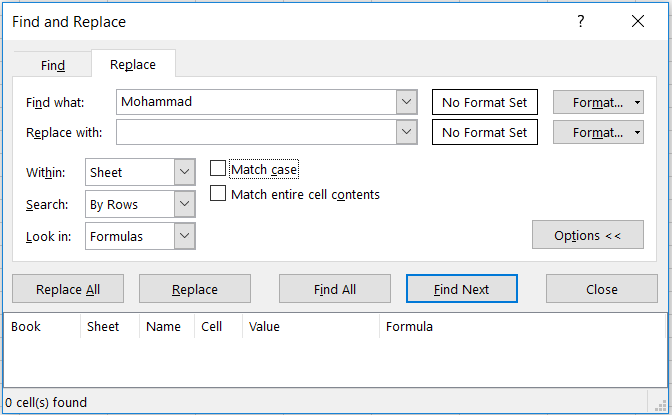 Find and Replace ?
Find Replace
Find what: Mohammad No Format Set Format...
Replace with: No Format Set Format...
Within: Sheet Match case
Search: By Rows Match entire cell contents
Look in: Formulas
Options <<
Replace All Replace Find All Find Next Close
Book Sheet Name Cell Value Formula
0 cell(s) found